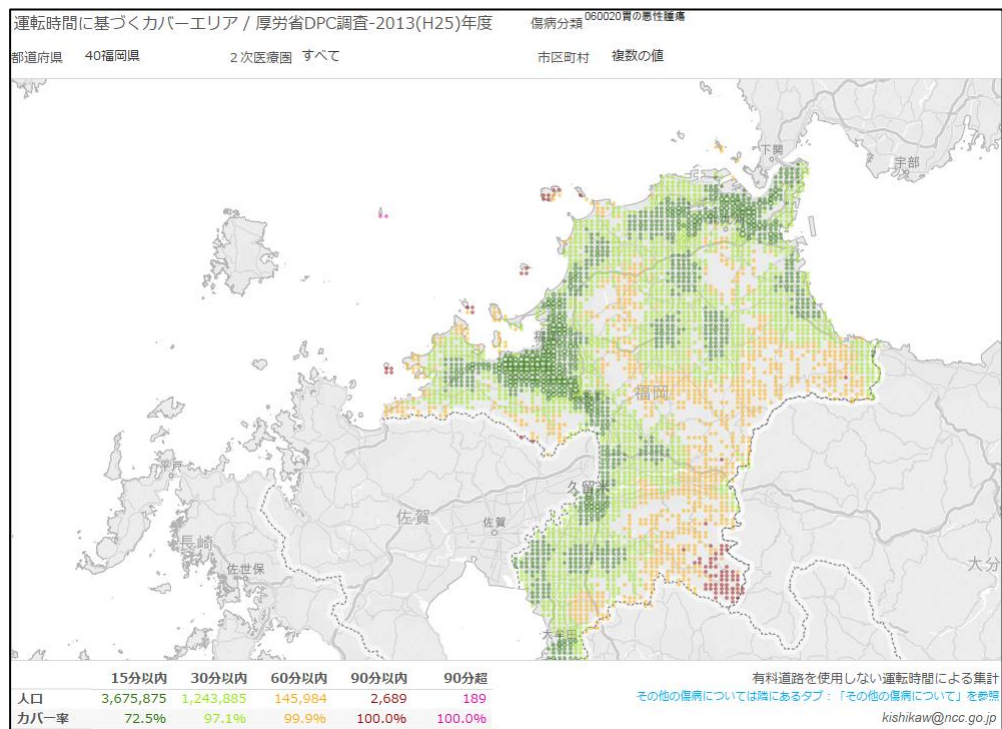 運転時間に基づくカバーエリア / 厚労省DPC調査-2013(H25)年度
傷病分類 060020胃の悪性腫瘍
都道府県 40福岡県 2次医療圏 すべて 市区町村 複数の値
下関
宇部
福岡
久留米
佐賀
佐賀
平戸
長崎
佐世保
大分
大牟田
15分以内 30分以内 60分以内 90分以内 90分超
人口 3,675,875 1,243,885 145,984 2,689 189
カバー率 72.5% 97.1% 99.9% 100.0% 100.0%
有料道路を使用しない運転時間による集計
その他の傷病については隣にあるタブ：「その他の傷病について」を参照
kishikaw@ncc.go.jp